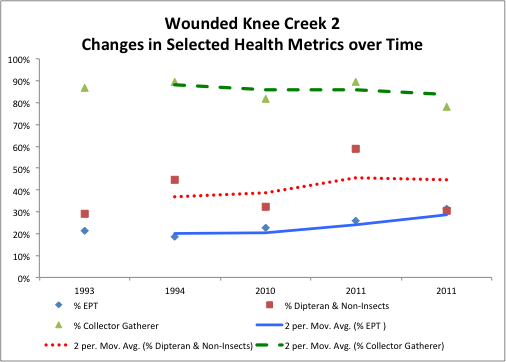 Wounded Knee Creek 2
Changes in Selected Health Metrics over Time
100%
90%
80%
70%
60%
50%
40%
30%
20%
10%
0%
1993 1994 2010 2011 2011
% EPT % Dipteran & Non-Insects
% Collector Gatherer 2 per. Mov. Avg. (% EPT )
2 per. Mov. Avg. (% Dipteran & Non-Insects) 2 per. Mov. Avg. (% Collector Gatherer)